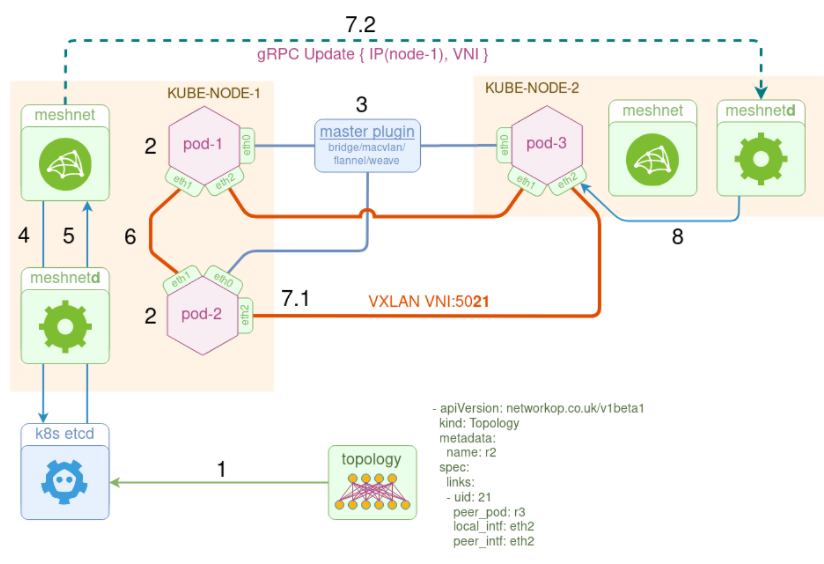 7.2
gRPC Update { IP(node-1), VNI }
KUBE-NODE-1
KUBE-NODE-2
meshnet
3
meshnet
meshnetd
2
pod-1
eth0
eth1
eth2
master plugin
bridge/macvlan/
flannel/weave
eth0
pod-3
eth1
eth2
4
5
6
8
meshnetd
eth1
eth0
2
pod-2
eth2
7.1
VXLAN VNI:5021
k8s etcd
1
topology
- apiVersion: networkop.co.uk/v1beta1
kind: Topology
metadata:
name: r2
spec:
links:
- uid: 21
peer_pod: r3
local_intf: eth2
peer_intf: eth2